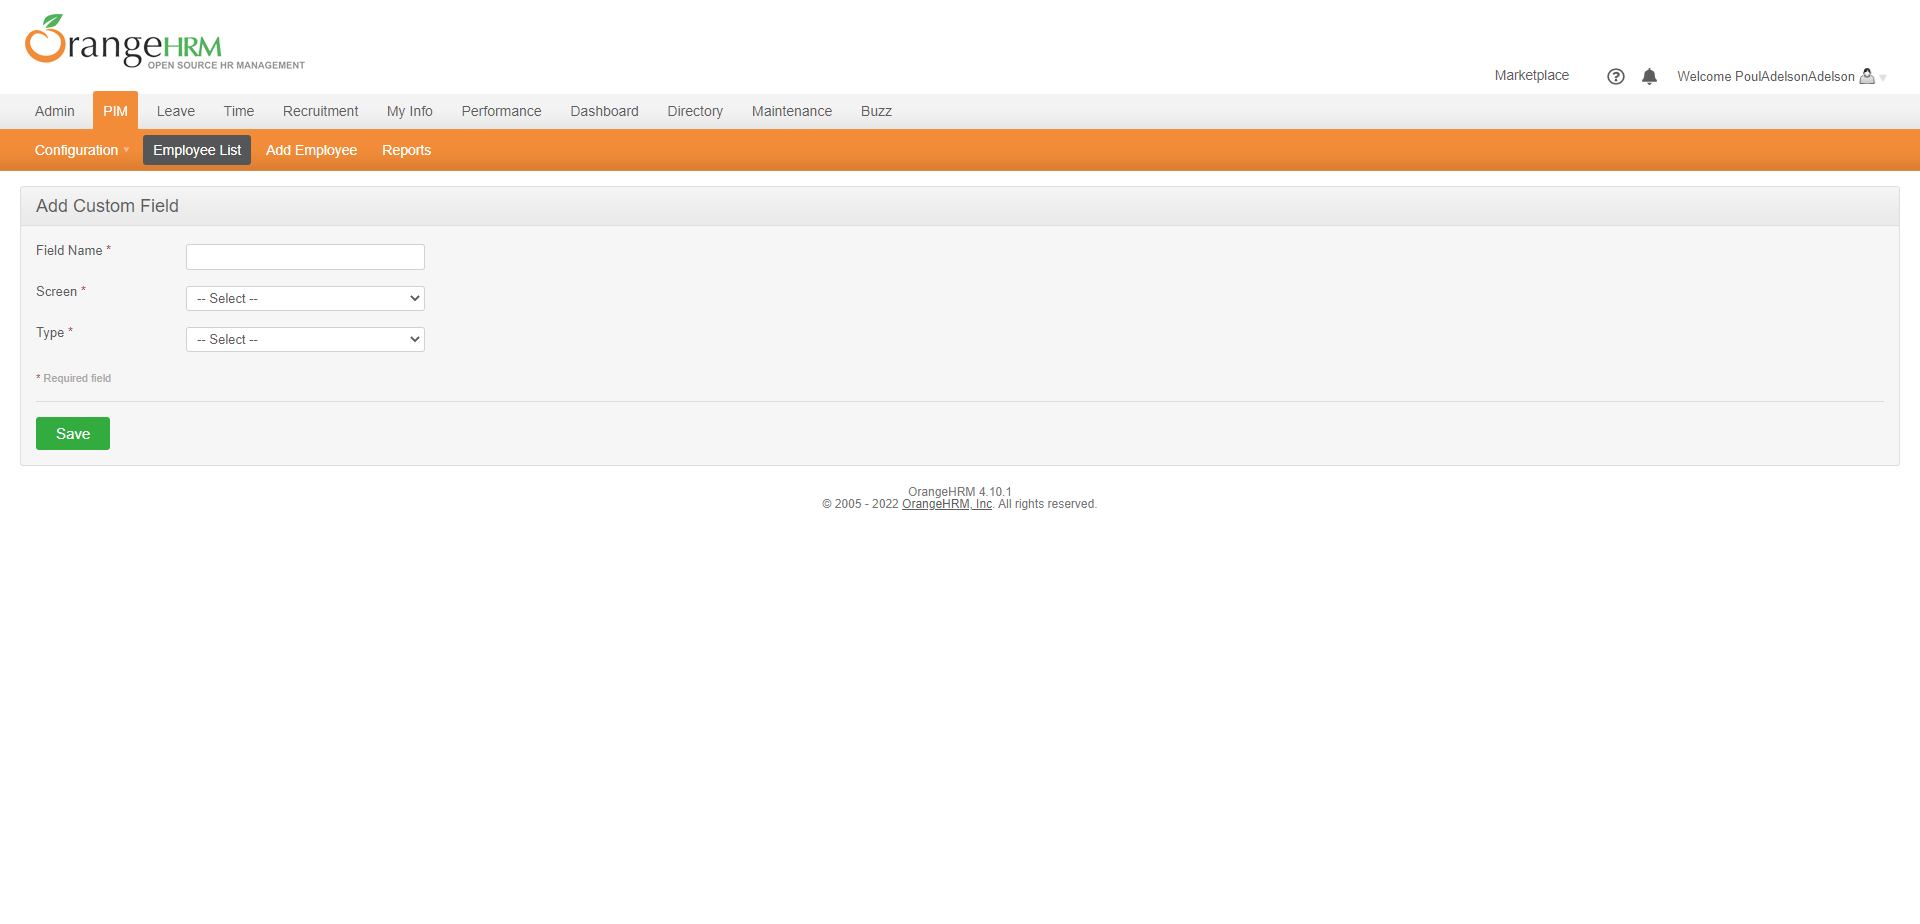 OrangeHRM
OPEN SOURCE HR MANAGEMENT
Marketplace
Welcome PoulAdelsonAdelson
Admin PIM Leave Time Recruitment My Info Performance Dashboard Directory Maintenance Buzz
Configuration Employee List Add Employee Reports
Add Custom Field
Field Name *
Screen * -- Select --
Type * -- Select --
* Required field
Save
OrangeHRM 4.10.1
© 2005 - 2022 OrangeHRM, Inc. All rights reserved.